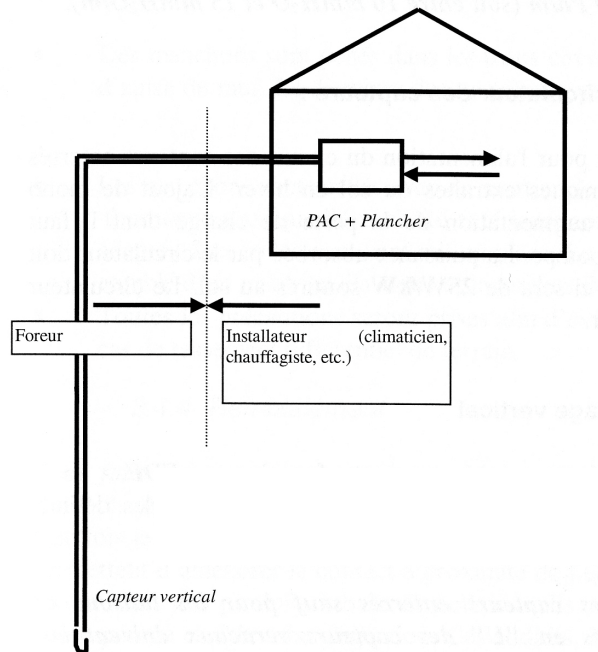 PAC + Plancher
Foreur
Installateur (climaticien,
chauffagiste, etc.)
Capteur vertical